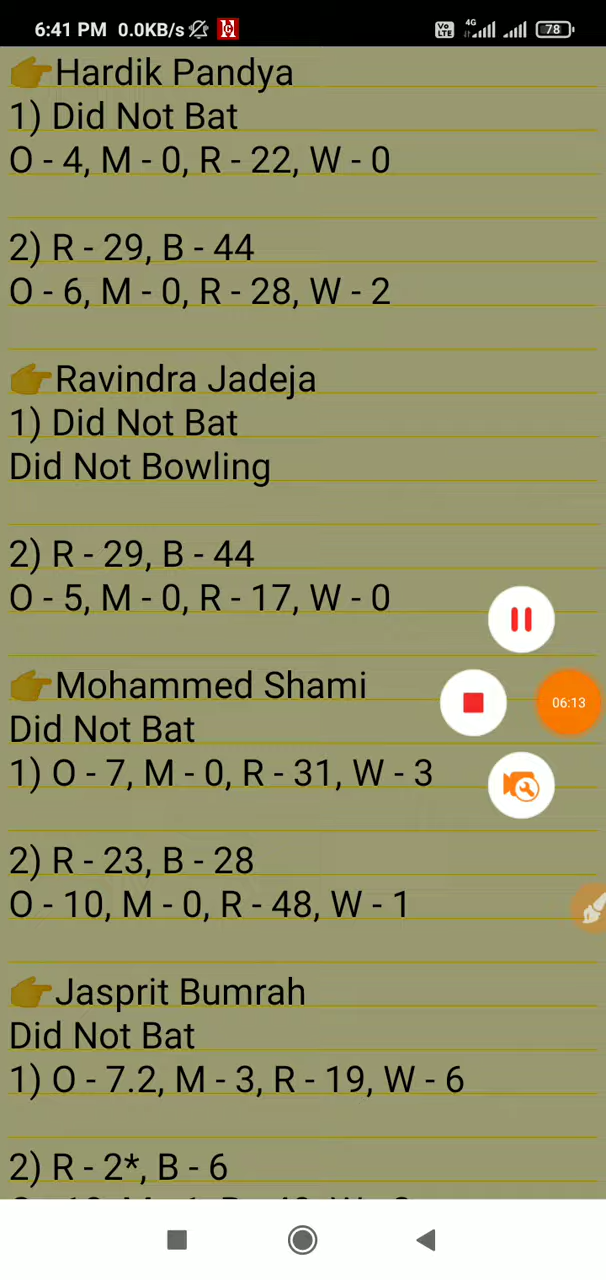 6:41 PM 0.0KB/s
Vo LTE 4G 78
👉Hardik Pandya
1) Did Not Bat
O - 4, M - 0, R - 22, W - 0
2) R - 29, B - 44
O - 6, M - 0, R - 28, W - 2
👉Ravindra Jadeja
1) Did Not Bat
Did Not Bowling
2) R - 29, B - 44
O - 5, M - 0, R - 17, W - 0
👉Mohammed Shami
Did Not Bat
06:13
1) O - 7, M - 0, R - 31, W - 3
2) R - 23, B - 28
O - 10, M - 0, R - 48, W - 1
👉Jasprit Bumrah
Did Not Bat
1) O - 7.2, M - 3, R - 19, W - 6
2) R - 2*, B - 6